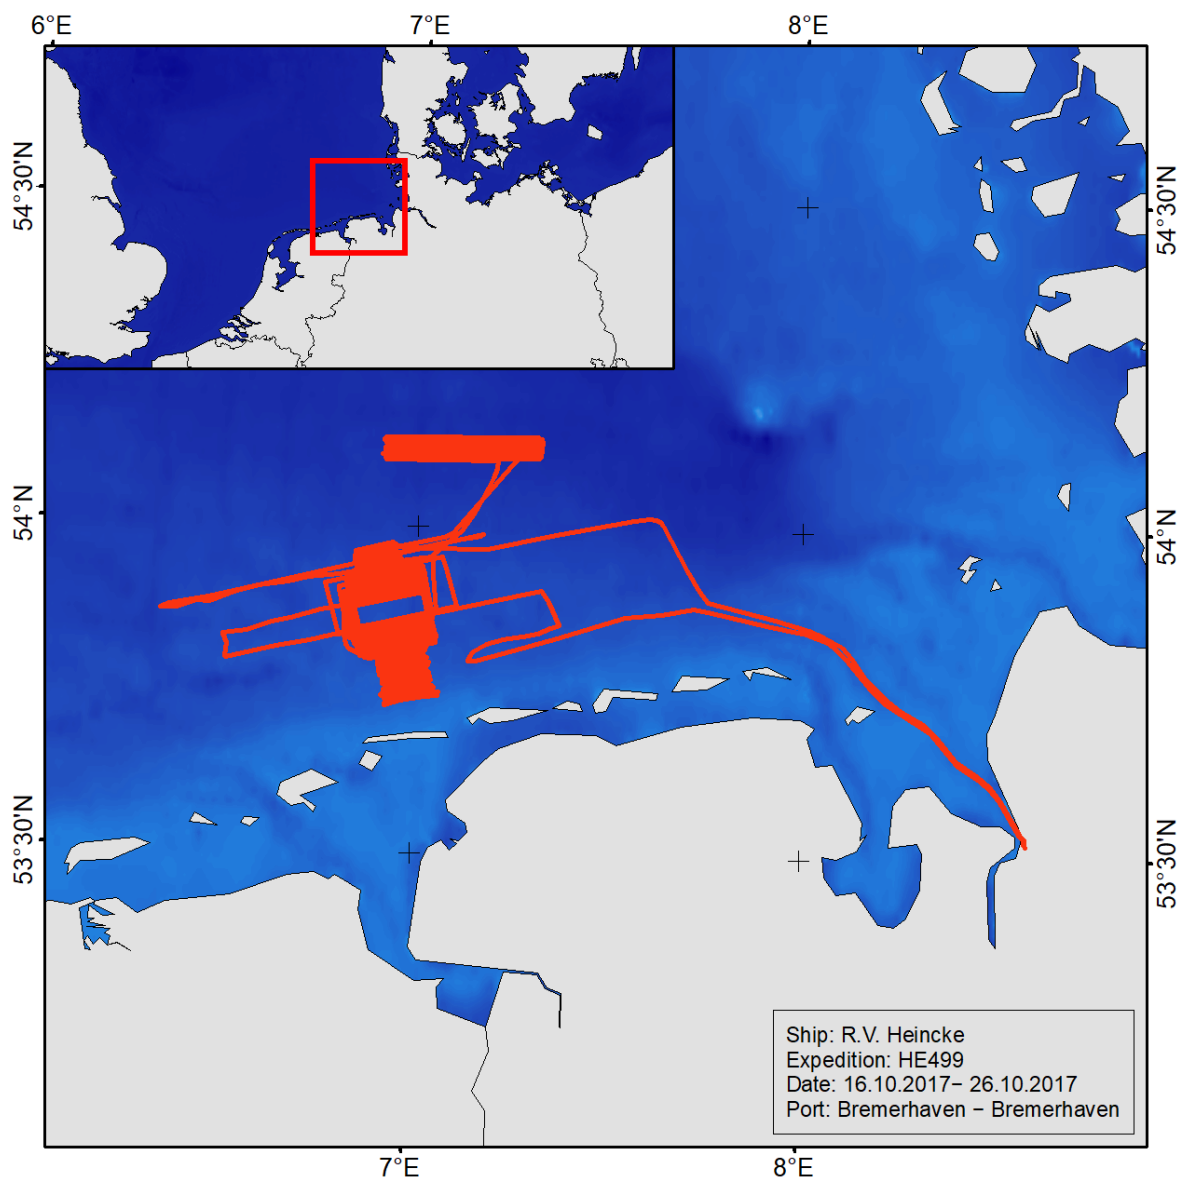 6°E
7°E
8°E
54°30'N
54°30'N
54°N
54°N
53°30'N
53°30'N
Ship: R.V. Heincke
Expedition: HE499
Date: 16.10.2017− 26.10.2017
Port: Bremerhaven − Bremerhaven
7°E
8°E